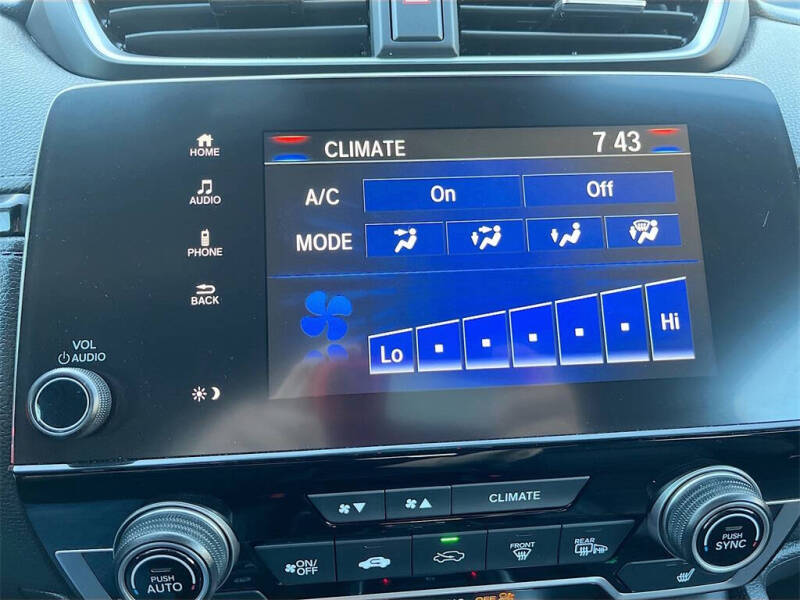 HOME
CLIMATE 7 43
AUDIO
A/C On Off
MODE
PHONE
BACK
Lo Hi
VOL
AUDIO
CLIMATE
ON/
OFF
FRONT
REAR
PUSH
AUTO
PUSH
SYNC
OFF